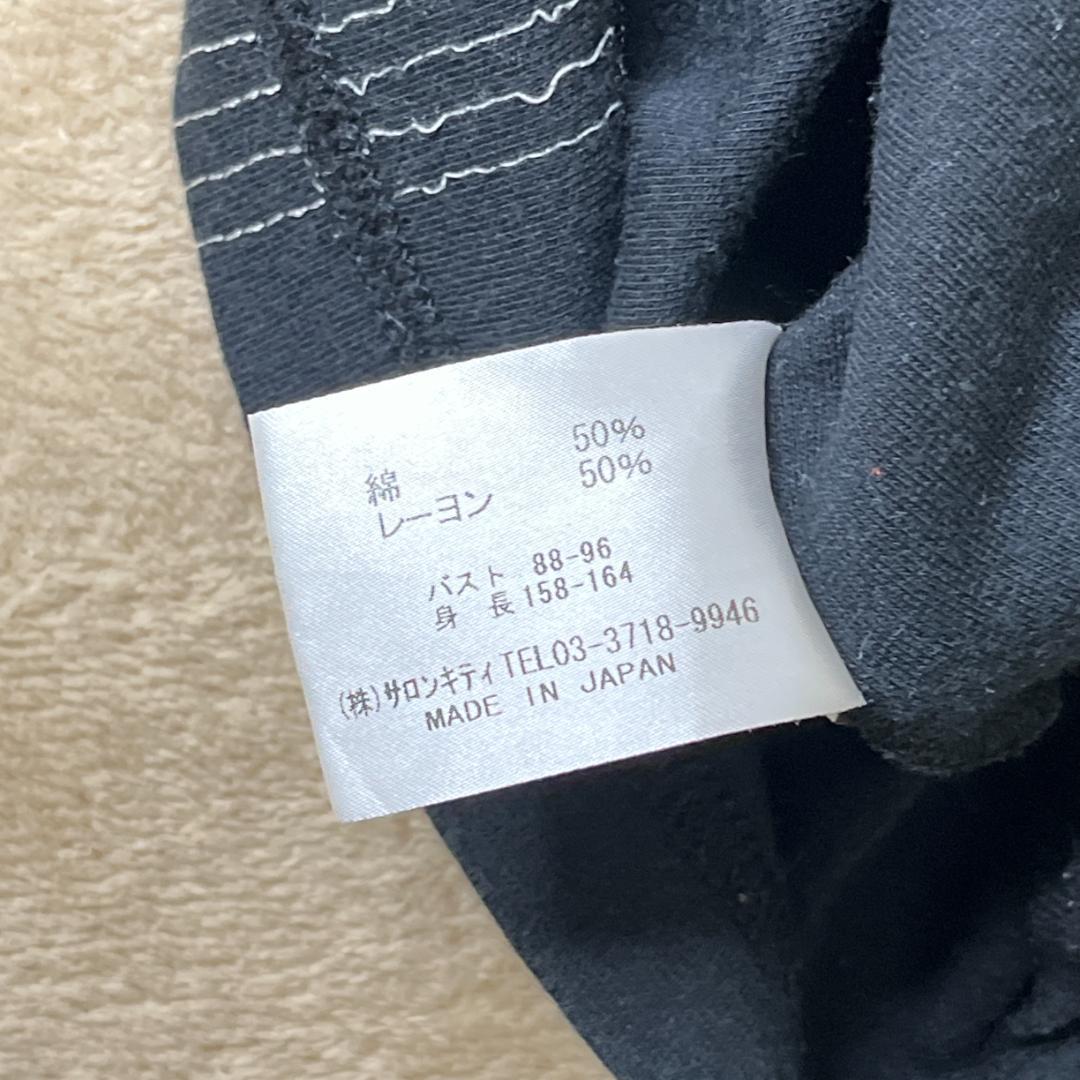 綿 50%
レーヨン 50%
バスト 88-96
身長 158-164
(株)サロンキティ TEL03-3718-9946
MADE IN JAPAN